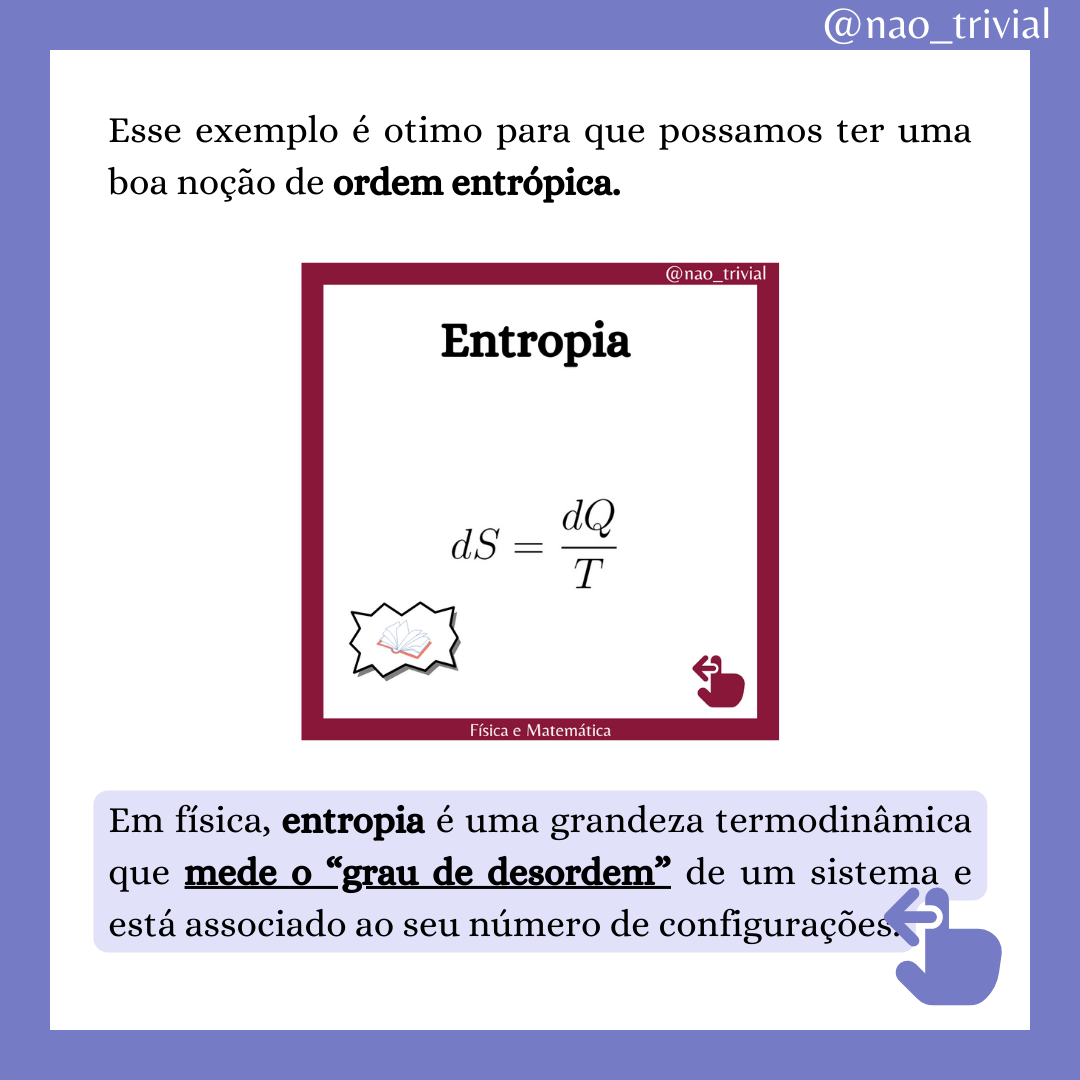 @nao_trivial
Esse exemplo é otimo para que possamos ter uma
boa noção de ordem entrópica.
@nao_trivial
Entropia
dS = dQ/T
Física e Matemática
Em física, entropia é uma grandeza termodinâmica
que mede o “grau de desordem” de um sistema e
está associado ao seu número de configurações.